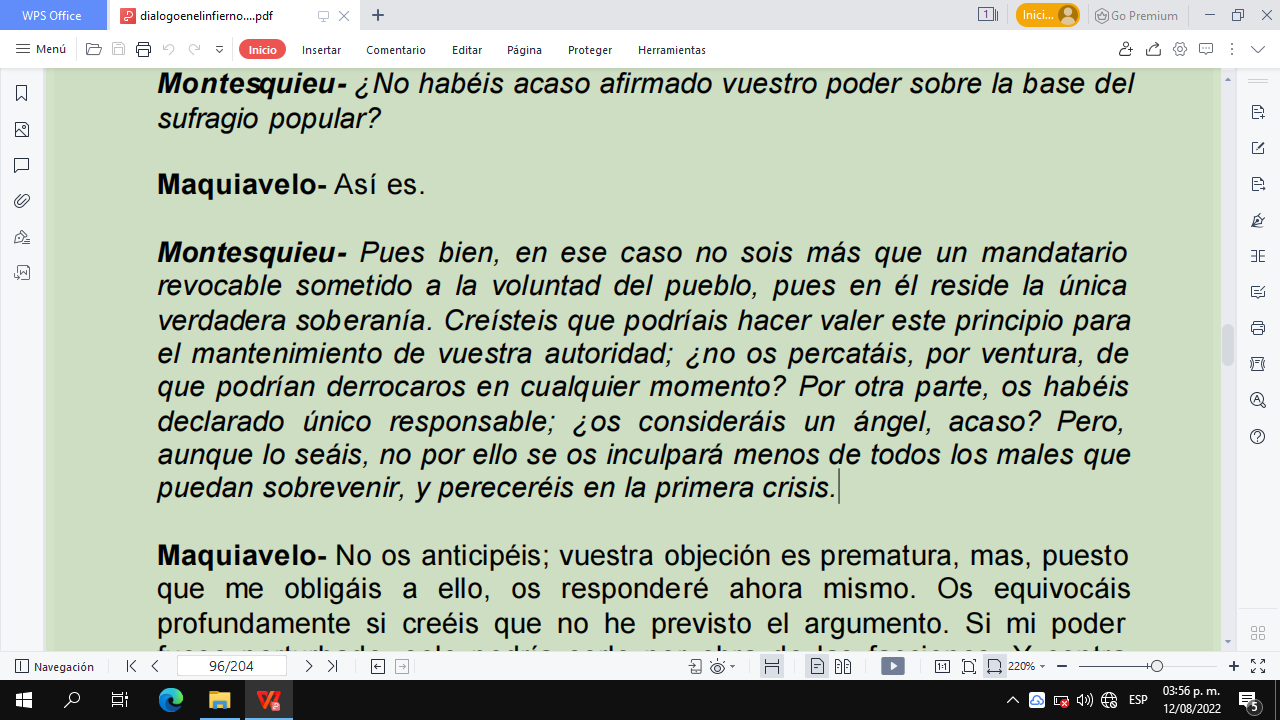 WPS Office
dialogoenelinfierno....pdf
1
Inici...
Go Premium
Menú
Inicio
Insertar
Comentario
Editar
Página
Proteger
Herramientas
Montesquieu- ¿No habéis acaso afirmado vuestro poder sobre la base del
sufragio popular?
Maquiavelo- Así es.
Montesquieu- Pues bien, en ese caso no sois más que un mandatario
revocable sometido a la voluntad del pueblo, pues en él reside la única
verdadera soberanía. Creísteis que podríais hacer valer este principio para
el mantenimiento de vuestra autoridad; ¿no os percatáis, por ventura, de
que podrían derrocaros en cualquier momento? Por otra parte, os habéis
declarado único responsable; ¿os consideráis un ángel, acaso? Pero,
aunque lo seáis, no por ello se os inculpará menos de todos los males que
puedan sobrevenir, y pereceréis en la primera crisis.
Maquiavelo- No os anticipéis; vuestra objeción es prematura, mas, puesto
que me obligáis a ello, os responderé ahora mismo. Os equivocáis
profundamente si creéis que no he previsto el argumento. Si mi poder
Navegación
96/204
1:1
220%
ESP
03:56 p. m.
12/08/2022
5